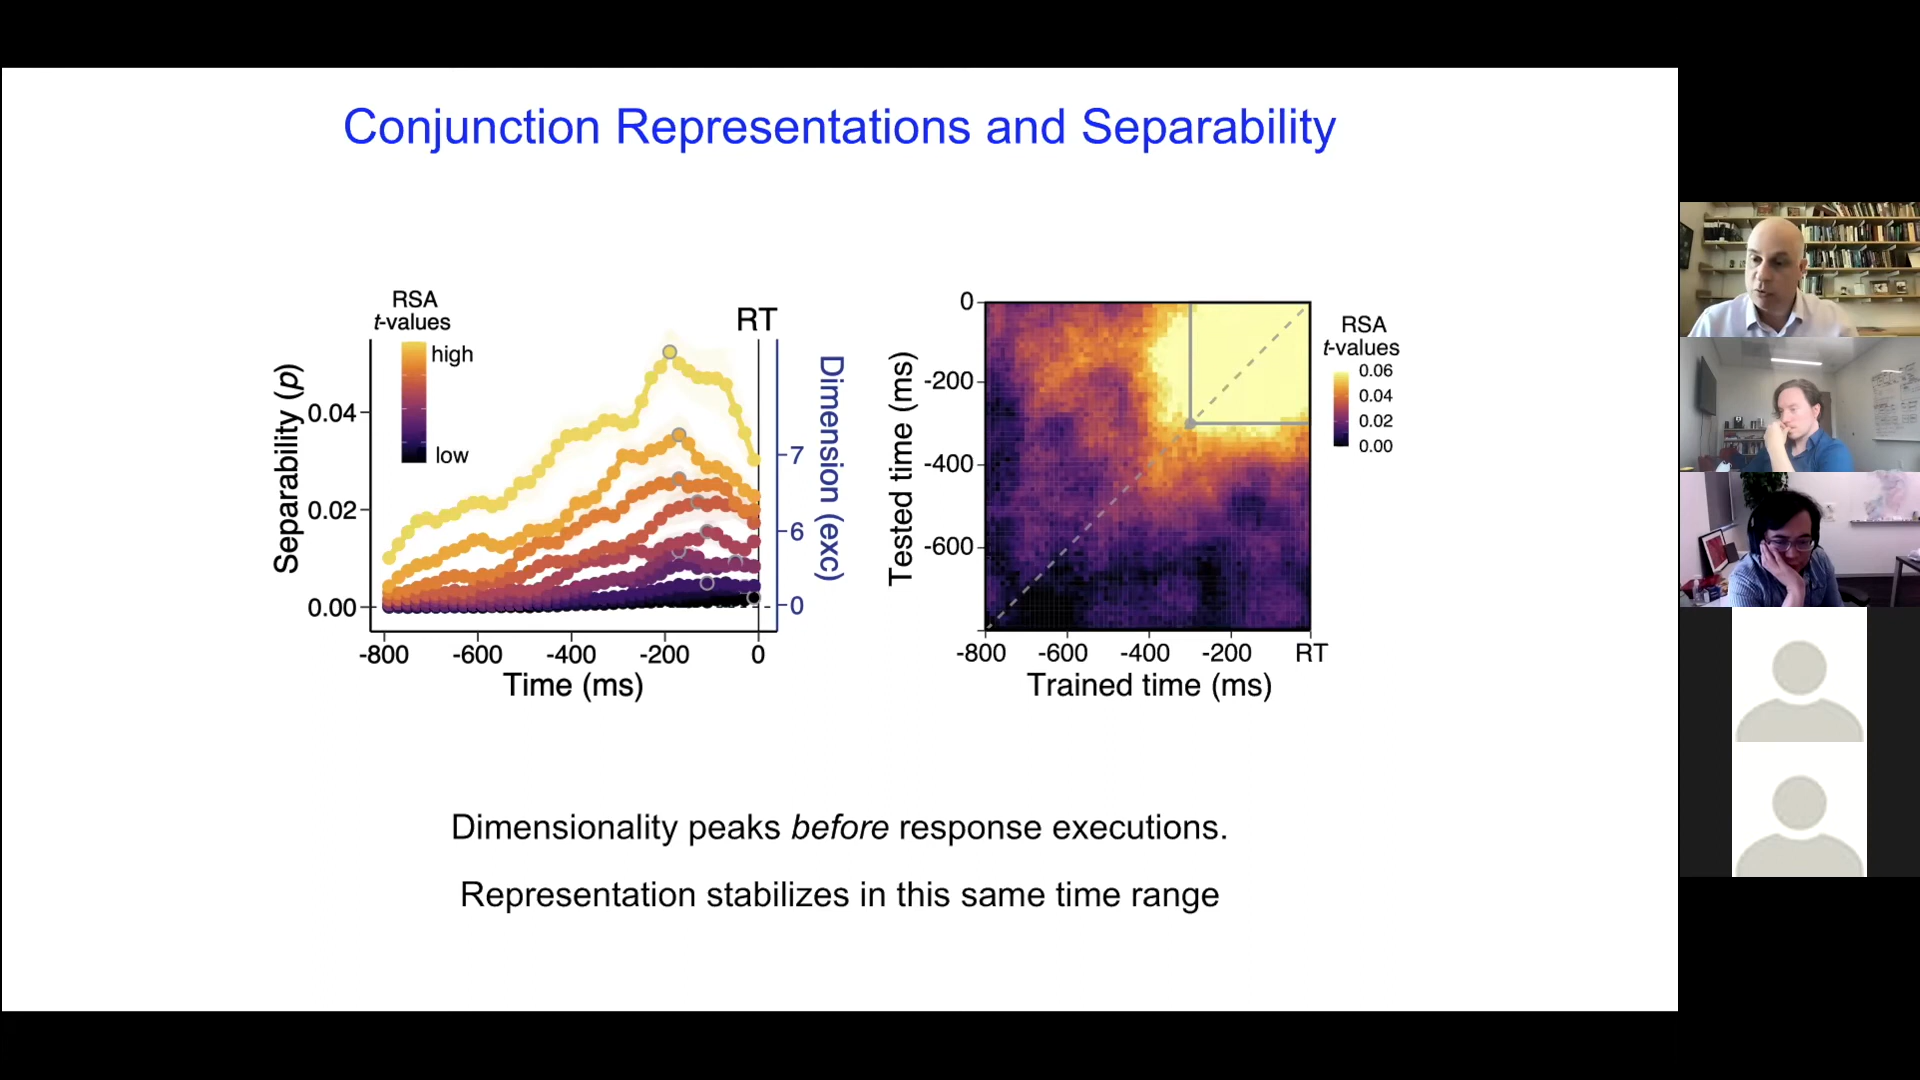 Conjunction Representations and Separability
RSA
t-values
high
low
RT
Separability (p)
0.04
0.02
0.00
7
6
0
Dimension (exc)
-800
-600
-400
-200
0
Time (ms)
Tested time (ms)
0
-200
-400
-600
-800
-600
-400
-200
RT
Trained time (ms)
RSA
t-values
0.06
0.04
0.02
0.00
Dimensionality peaks before response executions.
Representation stabilizes in this same time range